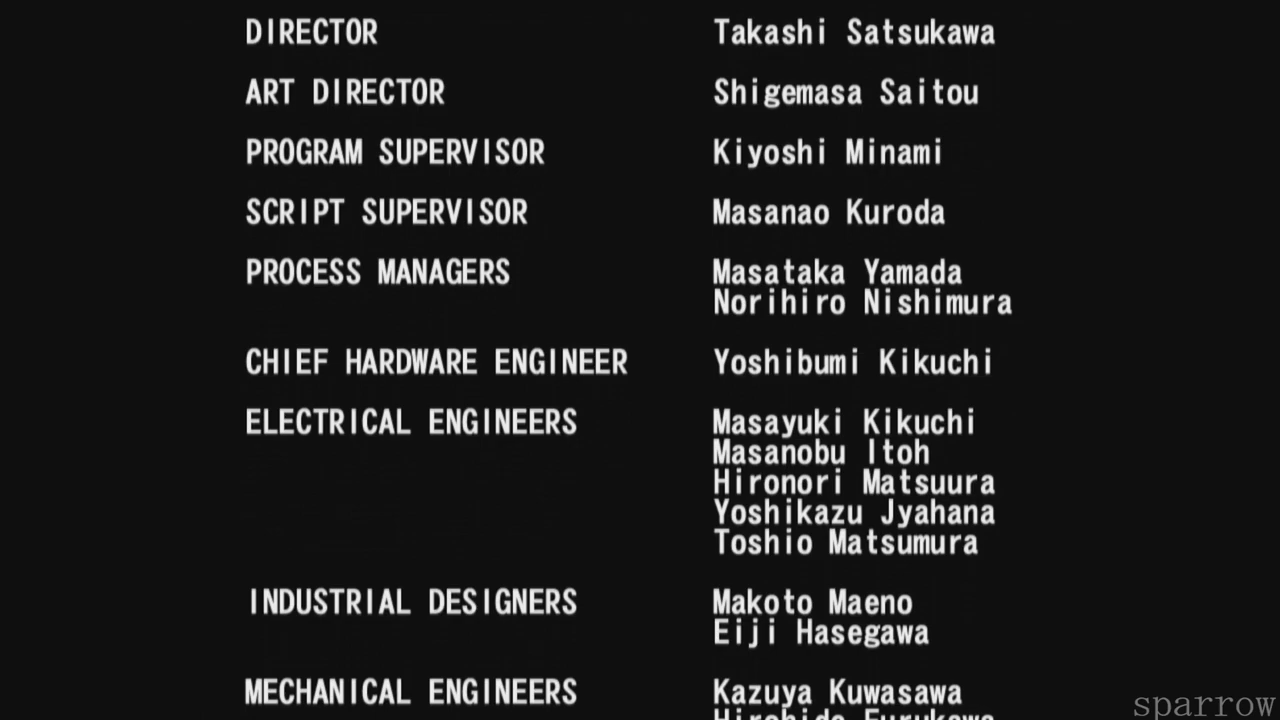 DIRECTOR Takashi Satsukawa
ART DIRECTOR Shigemasa Saitou
PROGRAM SUPERVISOR Kiyoshi Minami
SCRIPT SUPERVISOR Masanao Kuroda
PROCESS MANAGERS Masataka Yamada
Norihiro Nishimura
CHIEF HARDWARE ENGINEER Yoshibumi Kikuchi
ELECTRICAL ENGINEERS Masayuki Kikuchi
Masanobu Itoh
Hironori Matsuura
Yoshikazu Jyahana
Toshio Matsumura
INDUSTRIAL DESIGNERS Makoto Maeno
Eiji Hasegawa
MECHANICAL ENGINEERS Kazuya Kuwasawa
sparrow